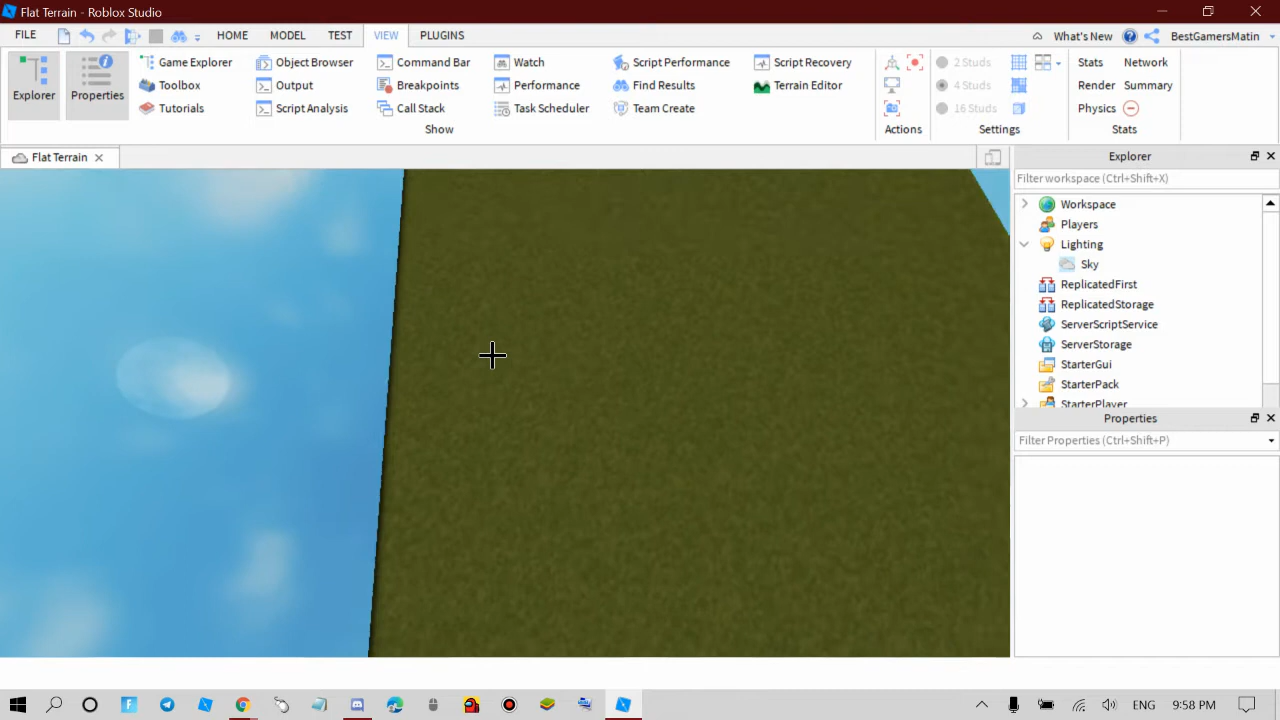 Flat Terrain - Roblox Studio
FILE HOME MODEL TEST VIEW PLUGINS What's New BestGamersMatin
Explorer
Properties
Game Explorer
Toolbox
Tutorials
Object Browser
Output
Script Analysis
Command Bar
Breakpoints
Call Stack
Watch
Performance
Task Scheduler
Script Performance
Find Results
Team Create
Script Recovery
Terrain Editor
Show
Actions
2 Studs
4 Studs
16 Studs
Settings
Stats Network
Render Summary
Physics
Stats
Flat Terrain
Explorer
Filter workspace (Ctrl+Shift+X)
Workspace
Players
Lighting
Sky
ReplicatedFirst
ReplicatedStorage
ServerScriptService
ServerStorage
StarterGui
StarterPack
StarterPlayer
Properties
Filter Properties (Ctrl+Shift+P)
ENG 9:58 PM